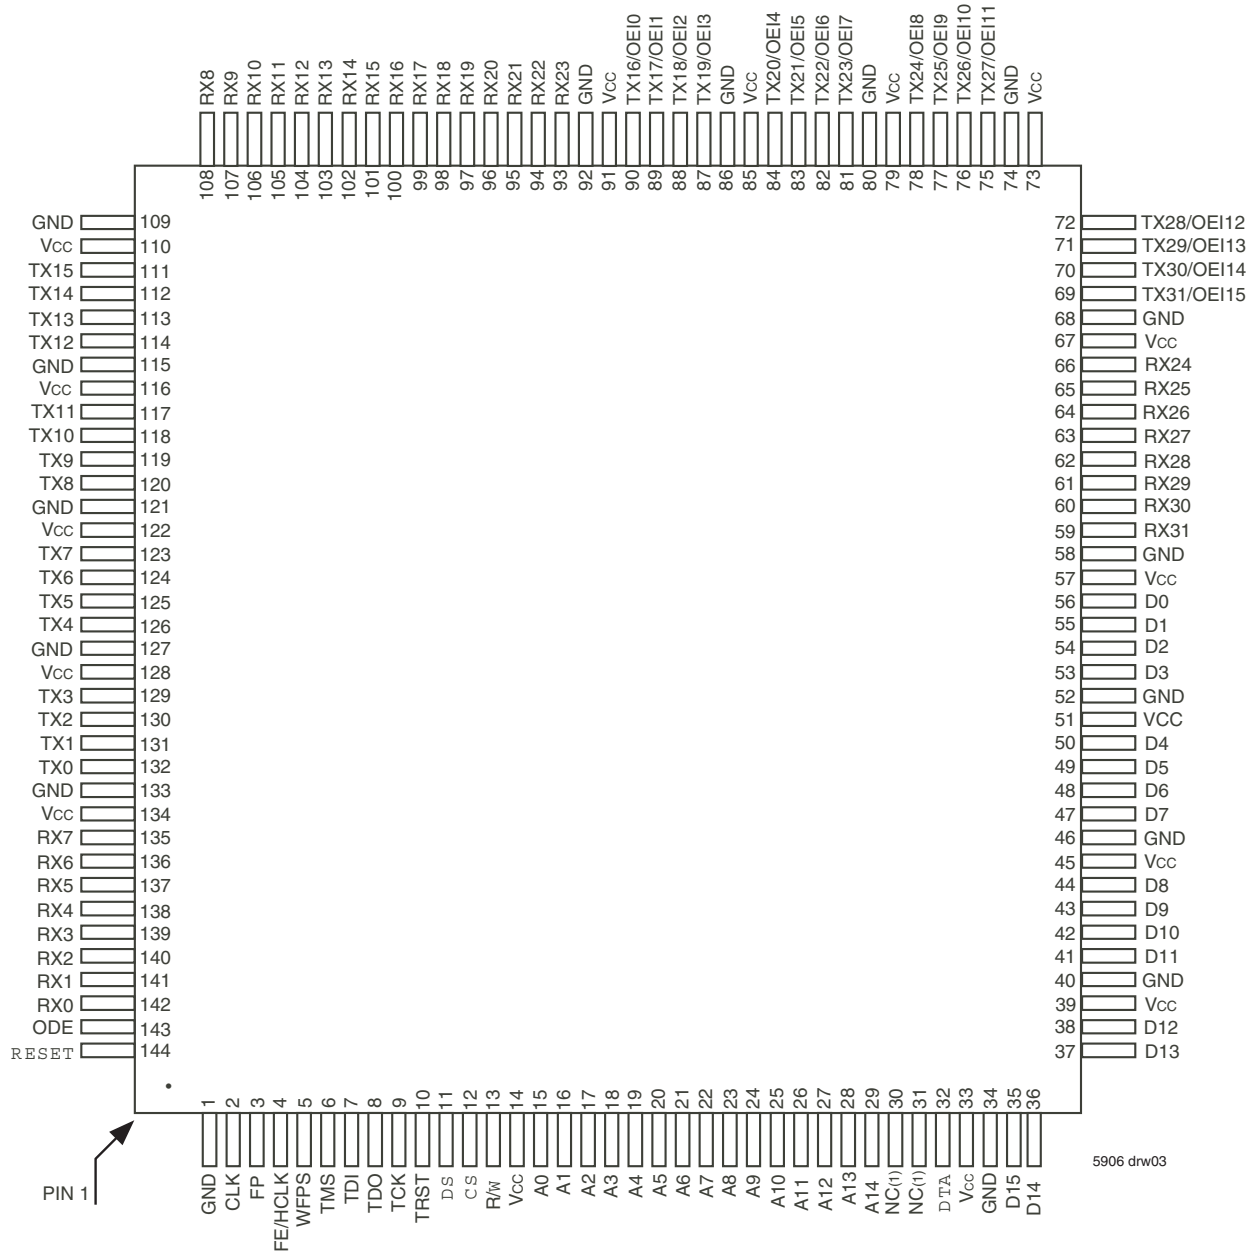 RX8 RX9 RX10 RX11 RX12 RX13 RX14 RX15 RX16 RX17 RX18 RX19 RX20 RX21 RX22 RX23 GND Vcc TX16/OEI0 TX17/OEI1 TX18/OEI2 TX19/OEI3 GND Vcc TX20/OEI4 TX21/OEI5 TX22/OEI6 TX23/OEI7 GND Vcc TX24/OEI8 TX25/OEI9 TX26/OEI10 TX27/OEI11 GND Vcc
108 107 106 105 104 103 102 101 100 99 98 97 96 95 94 93 92 91 90 89 88 87 86 85 84 83 82 81 80 79 78 77 76 75 74 73
GND 109 72 TX28/OEI12
Vcc 110 71 TX29/OEI13
TX15 111 70 TX30/OEI14
TX14 112 69 TX31/OEI15
TX13 113 68 GND
TX12 114 67 Vcc
GND 115 66 RX24
Vcc 116 65 RX25
TX11 117 64 RX26
TX10 118 63 RX27
TX9 119 62 RX28
TX8 120 61 RX29
GND 121 60 RX30
Vcc 122 59 RX31
TX7 123 58 GND
TX6 124 57 Vcc
TX5 125 56 D0
TX4 126 55 D1
GND 127 54 D2
Vcc 128 53 D3
TX3 129 52 GND
TX2 130 51 VCC
TX1 131 50 D4
TX0 132 49 D5
GND 133 48 D6
Vcc 134 47 D7
RX7 135 46 GND
RX6 136 45 Vcc
RX5 137 44 D8
RX4 138 43 D9
RX3 139 42 D10
RX2 140 41 D11
RX1 141 40 GND
RX0 142 39 Vcc
ODE 143 38 D12
RESET 144 37 D13
1 2 3 4 5 6 7 8 9 10 11 12 13 14 15 16 17 18 19 20 21 22 23 24 25 26 27 28 29 30 31 32 33 34 35 36
GND CLK FP FE/HCLK WFPS TMS TDI TDO TCK TRST DS CS R/W Vcc A0 A1 A2 A3 A4 A5 A6 A7 A8 A9 A10 A11 A12 A13 A14 NC(1) NC(1) DTA Vcc GND D15 D14
PIN 1
5906 drw03